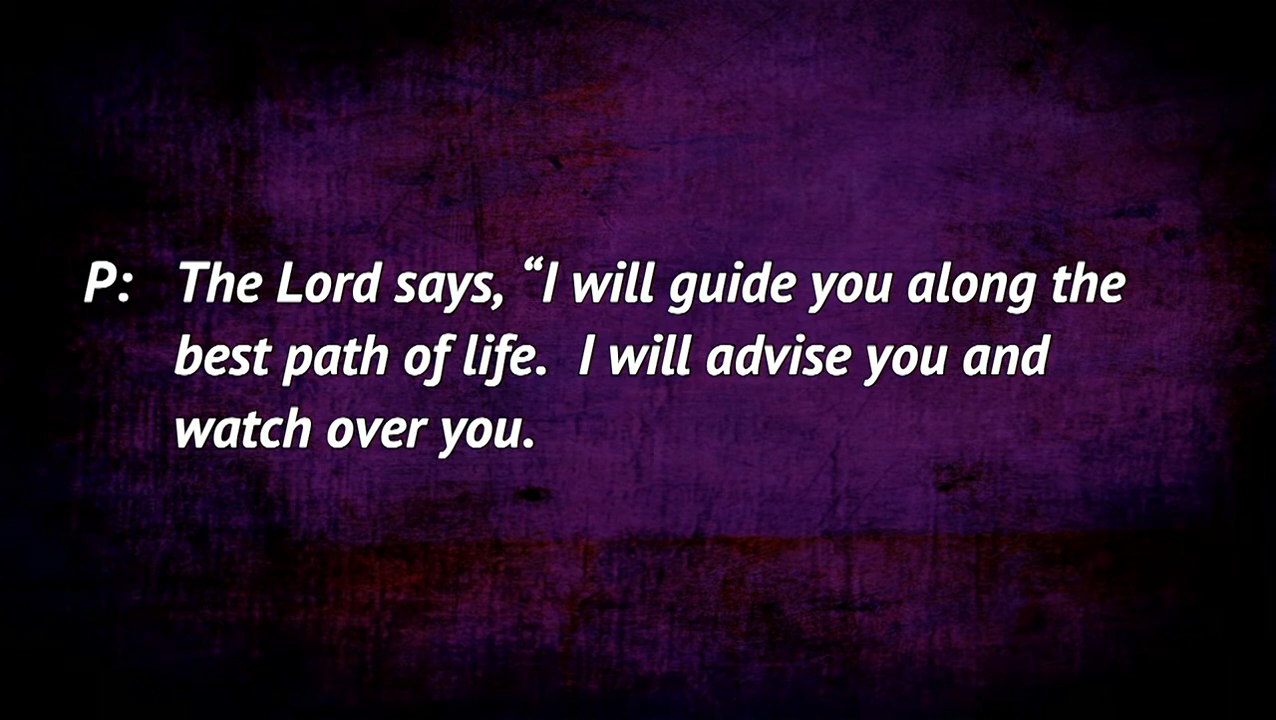 P: The Lord says, “I will guide you along the
best path of life.  I will advise you and
watch over you.